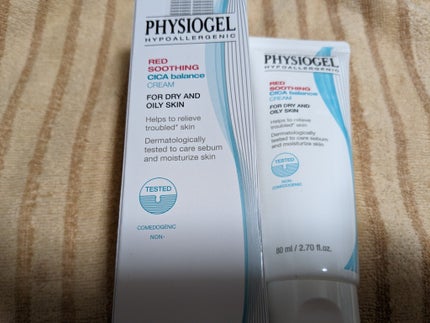 PHYSIOGEL
HYPOALLERGENIC
RED
SOOTHING
CICA balance
CREAM
FOR DRY AND
OILY SKIN
Helps to relieve
troubled* skin
Dermatologically
tested to care sebum
and moisturize skin
TESTED
COMEDOGENIC
NON-
PHYSIOGEL
HYPOALLERGENIC
RED
SOOTHING
CICA balance
CREAM
FOR DRY AND
OILY SKIN
Helps to relieve
troubled* skin
Dermatologically
tested to care sebum
and moisturize skin
TESTED
NON-
COMEDOGENIC
80 ml / 2.70 fl.oz.